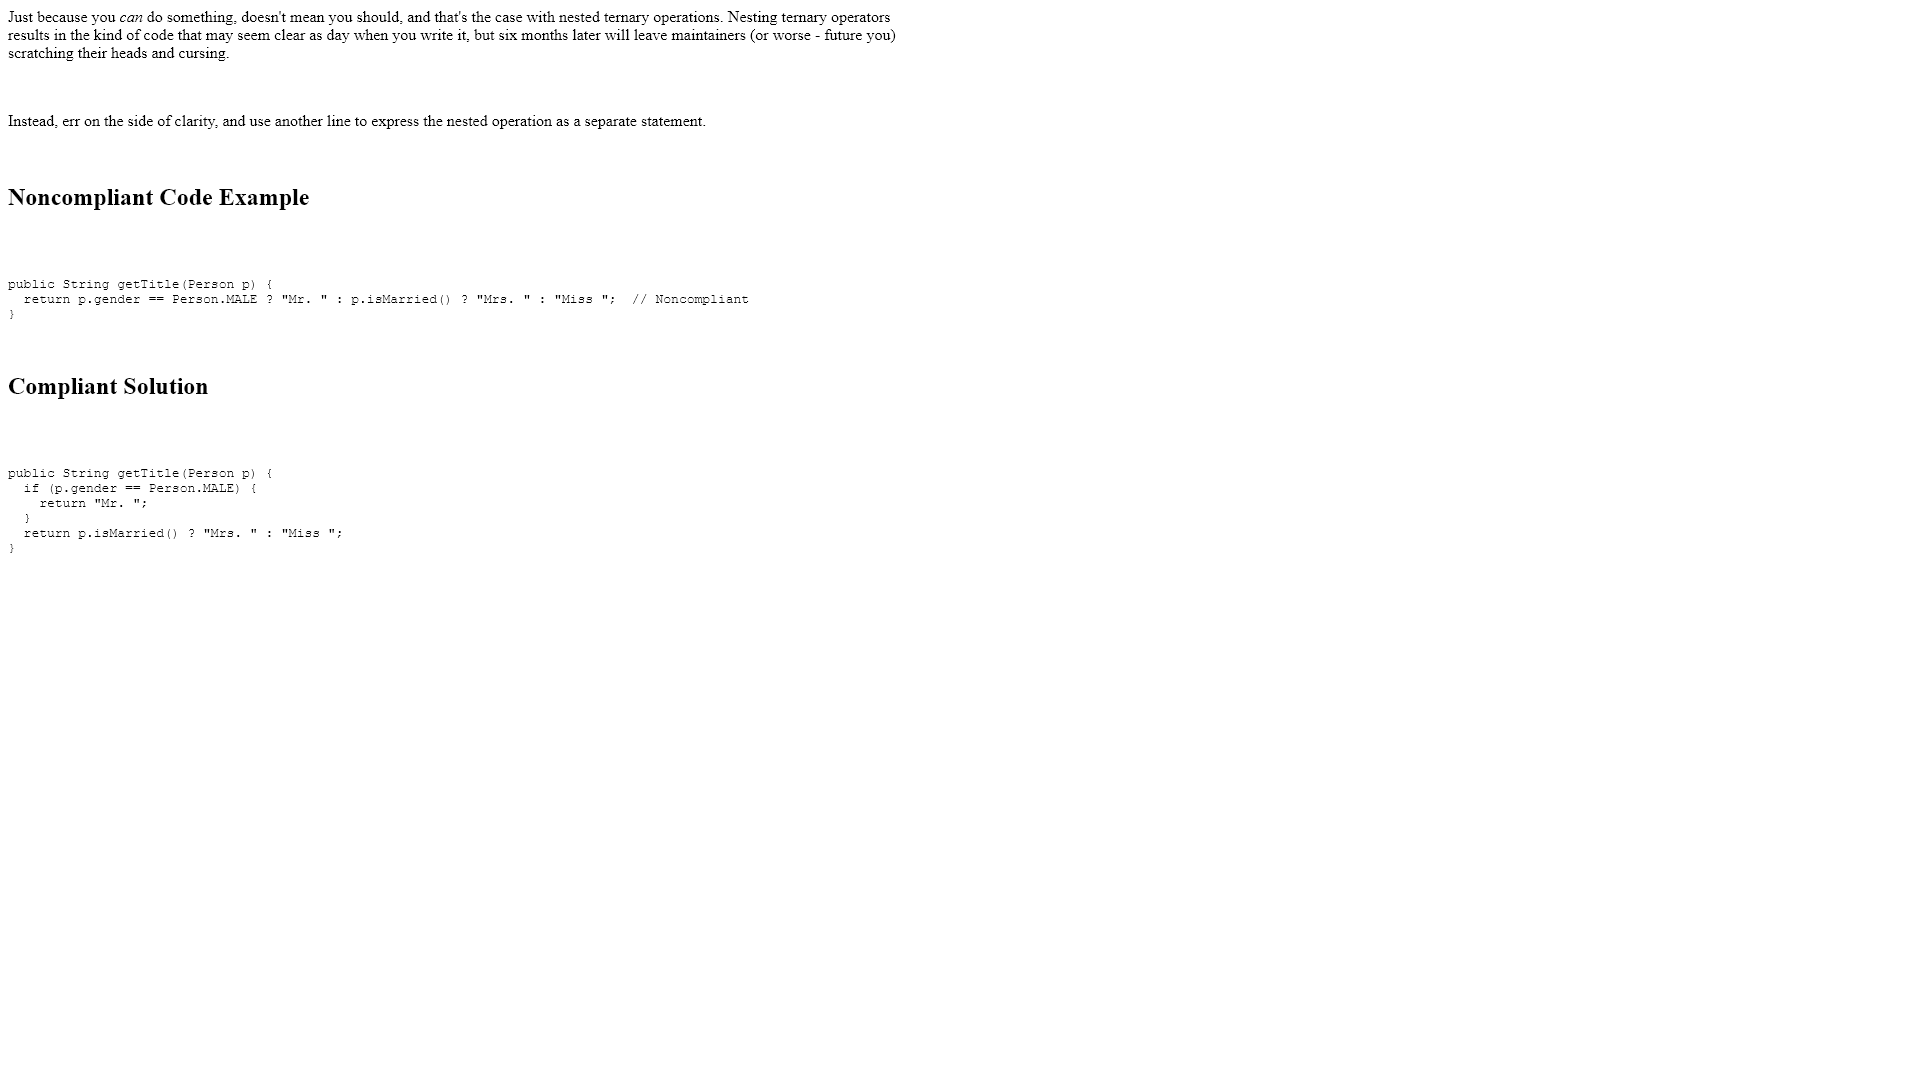 Just because you can do something, doesn't mean you should, and that's the case with nested ternary operations. Nesting ternary operators
results in the kind of code that may seem clear as day when you write it, but six months later will leave maintainers (or worse - future you)
scratching their heads and cursing.
Instead, err on the side of clarity, and use another line to express the nested operation as a separate statement.
Noncompliant Code Example
public String getTitle(Person p) {
  return p.gender == Person.MALE ? "Mr. " : p.isMarried() ? "Mrs. " : "Miss ";  // Noncompliant
}
Compliant Solution
public String getTitle(Person p) {
  if (p.gender == Person.MALE) {
    return "Mr. ";
  }
  return p.isMarried() ? "Mrs. " : "Miss ";
}